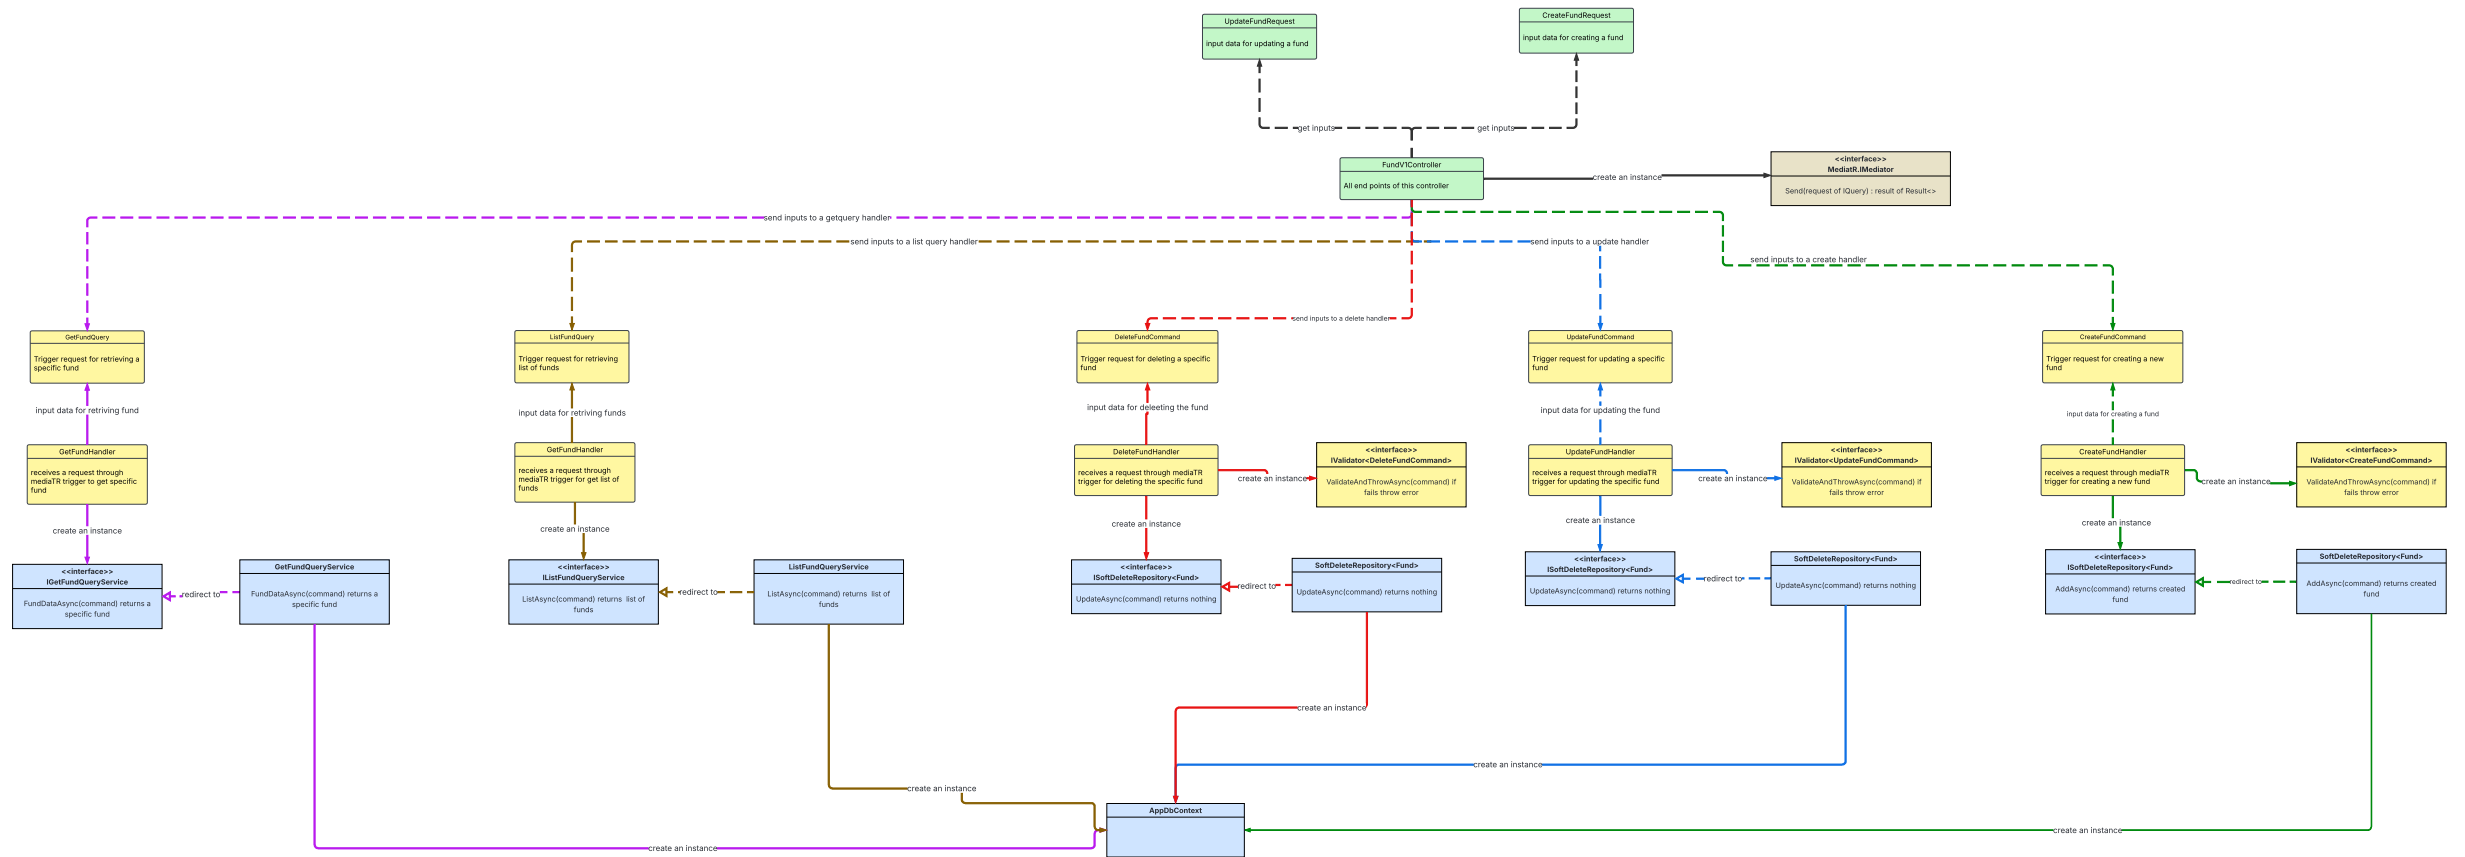 UpdateFundRequest
input data for updating a fund
CreateFundRequest
input data for creating a fund
get inputs
get inputs
FundV1Controller
All end points of this controller
create an instance
<<interface>>
MediatR.IMediator
Send(request of IQuery) : result of Result<>
send inputs to a getquery handler
send inputs to a list query handler
send inputs to a update handler
send inputs to a create handler
send inputs to a delete handler
GetFundQuery
Trigger request for retrieving a
specific fund
ListFundQuery
Trigger request for retrieving
list of funds
DeleteFundCommand
Trigger request for deleting a specific
fund
UpdateFundCommand
Trigger request for updating a specific
fund
CreateFundCommand
Trigger request for creating a new
fund
input data for retriving fund
input data for retriving funds
input data for deleeting the fund
input data for updating the fund
input data for creating a fund
GetFundHandler
receives a request through
mediaTR trigger to get specific
fund
GetFundHandler
receives a request through
mediaTR trigger for get list of
funds
DeleteFundHandler
receives a request through mediaTR
trigger for deleting the specific fund
create an instance
<<interface>>
IValidator<DeleteFundCommand>
ValidateAndThrowAsync(command) if
fails throw error
UpdateFundHandler
receives a request through mediaTR
trigger for updating the specific fund
create an instance
<<interface>>
IValidator<UpdateFundCommand>
ValidateAndThrowAsync(command) if
fails throw error
CreateFundHandler
receives a request through mediaTR
trigger for creating a new fund
create an instance
<<interface>>
IValidator<CreateFundCommand>
ValidateAndThrowAsync(command) if
fails throw error
create an instance
create an instance
create an instance
create an instance
create an instance
<<interface>>
IGetFundQueryService
FundDataAsync(command) returns a
specific fund
redirect to
GetFundQueryService
FundDataAsync(command) returns a
specific fund
<<interface>>
IListFundQueryService
ListAsync(command) returns list of
funds
redirect to
ListFundQueryService
ListAsync(command) returns list of
funds
<<interface>>
ISoftDeleteRepository<Fund>
UpdateAsync(command) returns nothing
redirect to
SoftDeleteRepository<Fund>
UpdateAsync(command) returns nothing
<<interface>>
ISoftDeleteRepository<Fund>
UpdateAsync(command) returns nothing
redirect to
SoftDeleteRepository<Fund>
UpdateAsync(command) returns nothing
<<interface>>
ISoftDeleteRepository<Fund>
AddAsync(command) returns created
fund
redirect to
SoftDeleteRepository<Fund>
AddAsync(command) returns created
fund
create an instance
create an instance
create an instance
AppDbContext
create an instance
create an instance